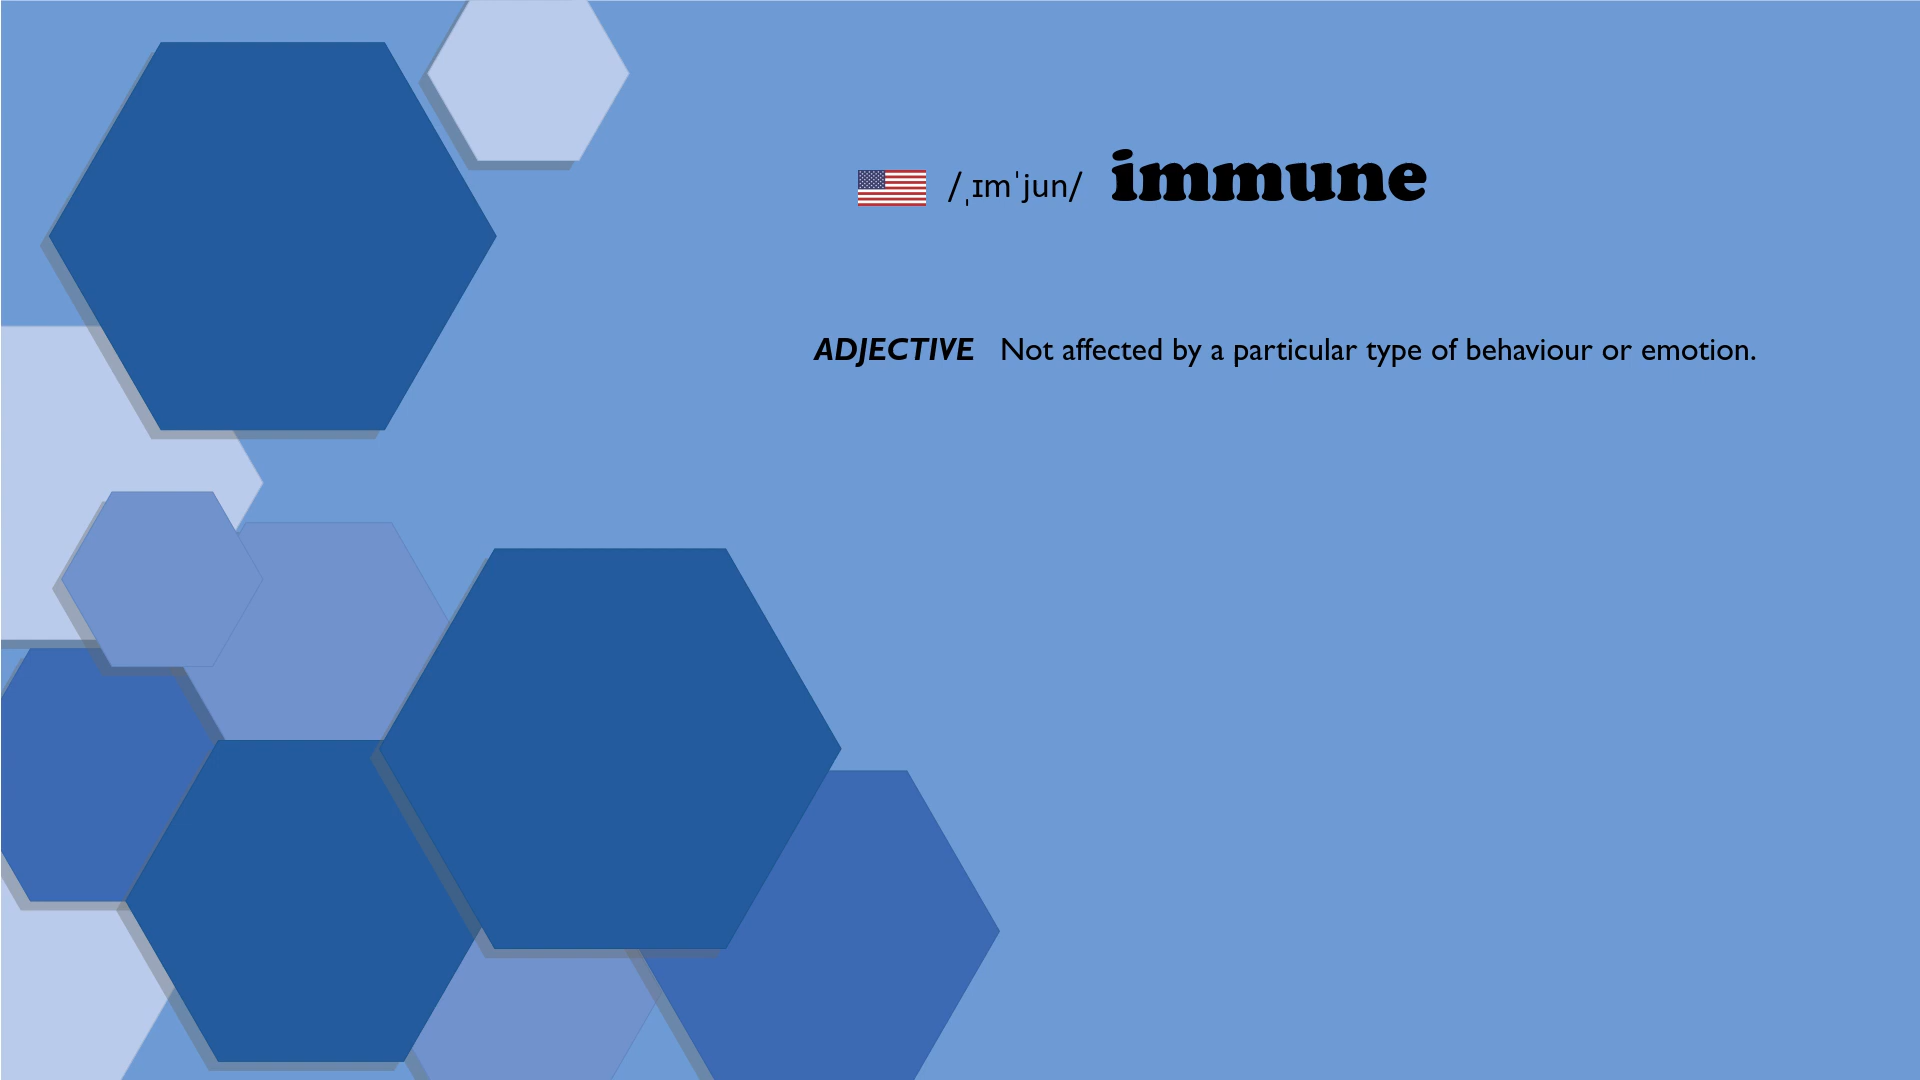 /ˌɪmˈjun/ immune
ADJECTIVE Not affected by a particular type of behaviour or emotion.